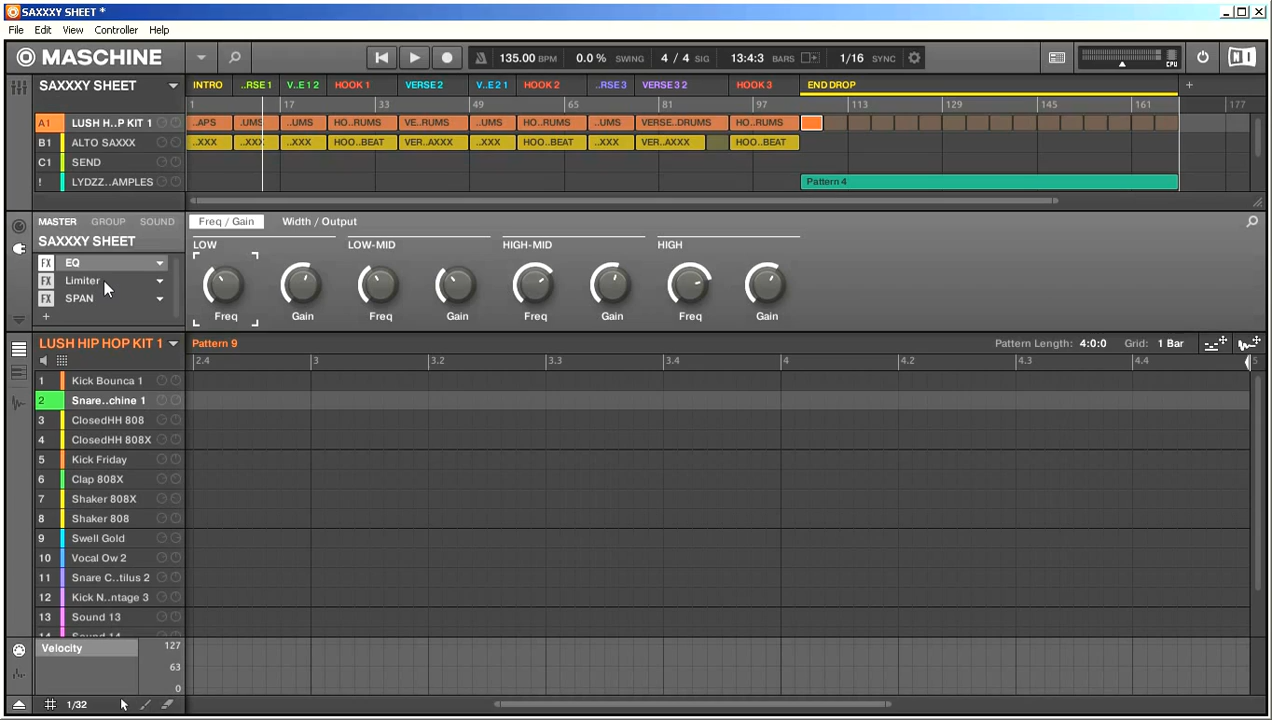 SAXXXY SHEET *
File Edit View Controller Help
MASCHINE 135.00 BPM 0.0 % SWING 4 / 4 SIG 13:4:3 BARS 1/16 SYNC CPU
SAXXXY SHEET INTRO ..RSE 1 V..E 1 2 HOOK 1 VERSE 2 V..E 2 1 HOOK 2 ..RSE 3 VERSE 3 2 HOOK 3 END DROP +
1 17 33 49 65 81 97 113 129 145 161 177
A1 LUSH H..P KIT 1 ..APS .UMS ..UMS HO..RUMS VE..RUMS ..UMS HO..RUMS ..UMS VERSE..DRUMS HO..RUMS
B1 ALTO SAXXX ..XXX ..XXX ..XXX HOO..BEAT VER..AXXX ..XXX HOO..BEAT ..XXX VER..AXXX HOO..BEAT
C1 SEND
! LYDZZ..AMPLES Pattern 4
MASTER GROUP SOUND Freq / Gain Width / Output
SAXXXY SHEET LOW LOW-MID HIGH-MID HIGH
FX EQ
FX Limiter
FX SPAN
+ Freq Gain Freq Gain Freq Gain Freq Gain
LUSH HIP HOP KIT 1 Pattern 9 Pattern Length: 4:0:0 Grid: 1 Bar
2.4 3 3.2 3.3 3.4 4 4.2 4.3 4.4 5
1 Kick Bounca 1
2 Snare..chine 1
3 ClosedHH 808
4 ClosedHH 808X
5 Kick Friday
6 Clap 808X
7 Shaker 808X
8 Shaker 808
9 Swell Gold
10 Vocal Ow 2
11 Snare C..tilus 2
12 Kick N..ntage 3
13 Sound 13
14 Sound 14
Velocity 127
63
0
1/32